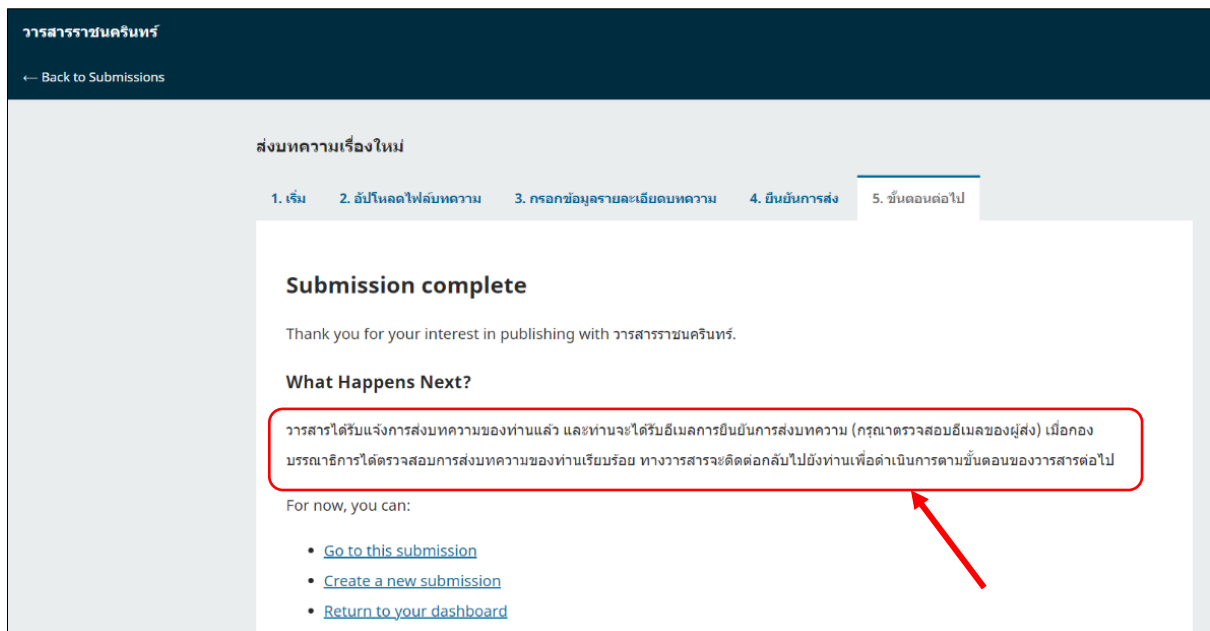 วารสารราชนครินทร์
← Back to Submissions
ส่งบทความเรื่องใหม่
1. เริ่ม 2. อัปโหลดไฟล์บทความ 3. กรอกข้อมูลรายละเอียดบทความ 4. ยืนยันการส่ง 5. ขั้นตอนต่อไป
Submission complete
Thank you for your interest in publishing with วารสารราชนครินทร์.
What Happens Next?
วารสารได้รับแจ้งการส่งบทความของท่านแล้ว และท่านจะได้รับอีเมลการยืนยันการส่งบทความ (กรุณาตรวจสอบอีเมลของผู้ส่ง) เมื่อกอง
บรรณาธิการได้ตรวจสอบการส่งบทความของท่านเรียบร้อย ทางวารสารจะติดต่อกลับไปยังท่านเพื่อดำเนินการตามขั้นตอนของวารสารต่อไป
For now, you can:
• Go to this submission
• Create a new submission
• Return to your dashboard